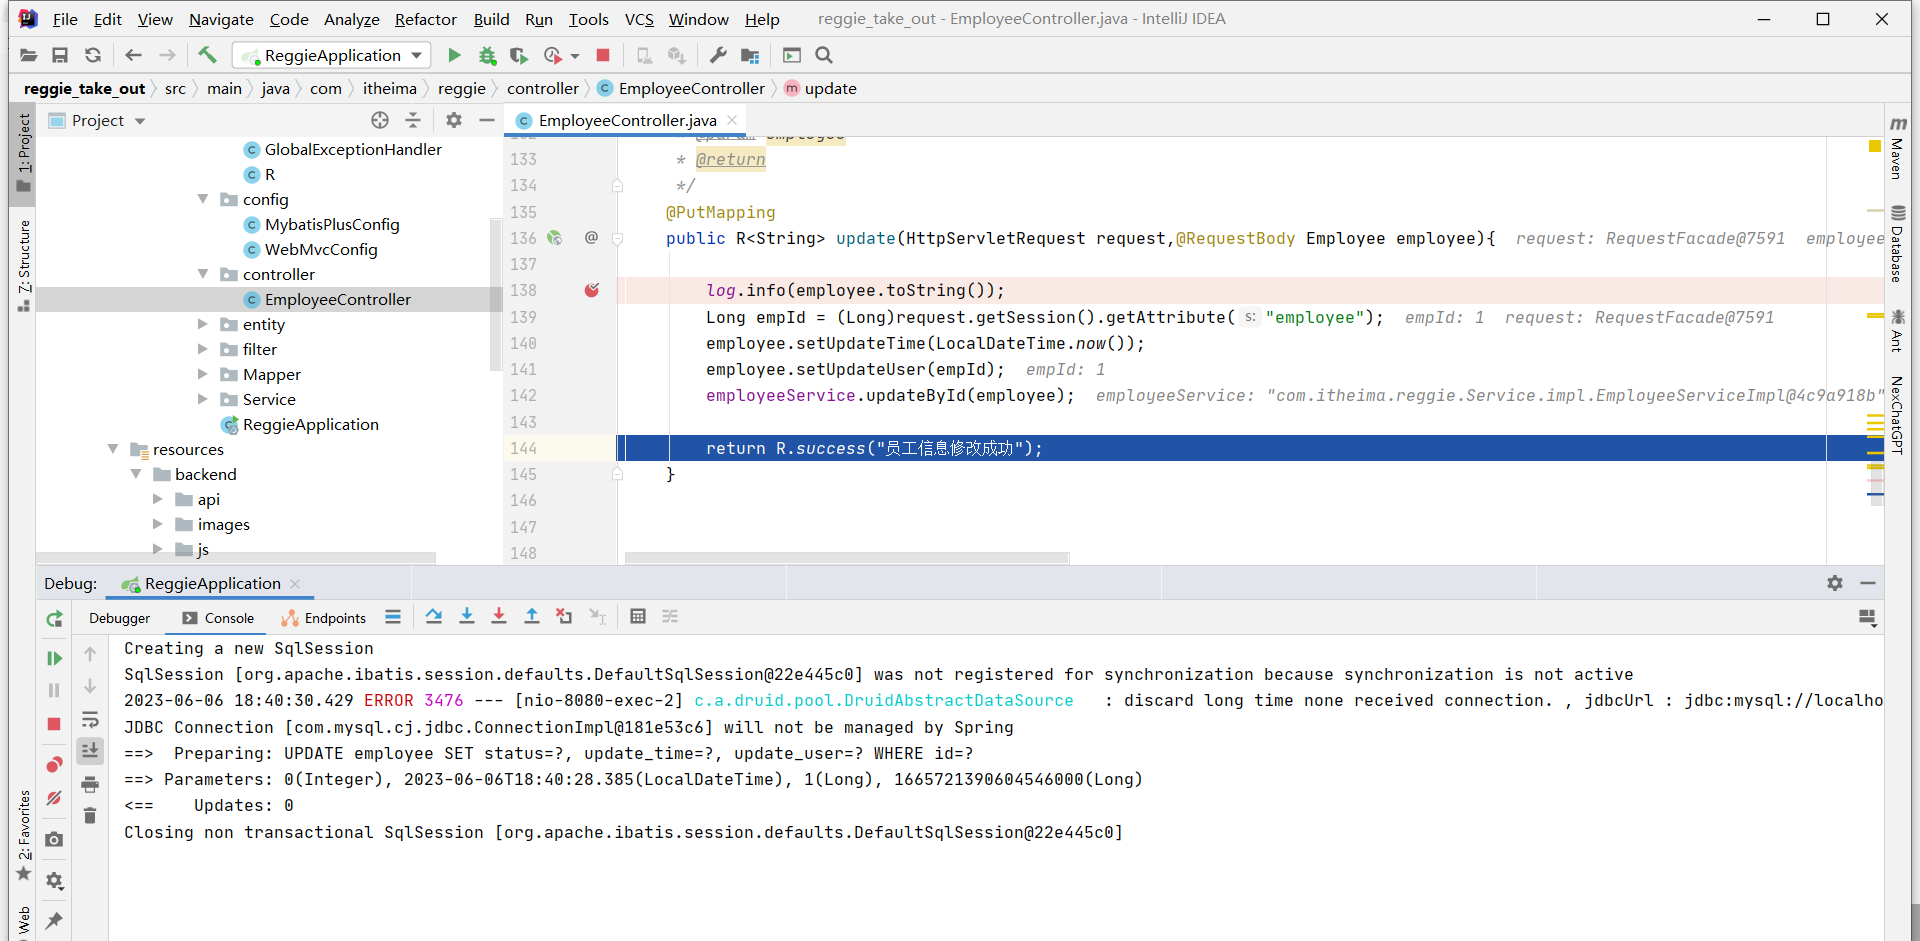 File Edit View Navigate Code Analyze Refactor Build Run Tools VCS Window Help reggie_take_out - EmployeeController.java - IntelliJ IDEA
ReggieApplication
reggie_take_out src main java com itheima reggie controller C EmployeeController m update
1: Project
Z: Structure
2: Favorites
Web
Project
GlobalExceptionHandler
R
config
MybatisPlusConfig
WebMvcConfig
controller
EmployeeController
entity
filter
Mapper
Service
ReggieApplication
resources
backend
api
images
js
EmployeeController.java
132 * @param employee
133 * @return
134 */
135 @PutMapping
136 @ public R<String> update(HttpServletRequest request,@RequestBody Employee employee){ request: RequestFacade@7591 employee
137
138 log.info(employee.toString());
139 Long empId = (Long)request.getSession().getAttribute( s: "employee"); empId: 1 request: RequestFacade@7591
140 employee.setUpdateTime(LocalDateTime.now());
141 employee.setUpdateUser(empId); empId: 1
142 employeeService.updateById(employee); employeeService: "com.itheima.reggie.Service.impl.EmployeeServiceImpl@4c9a918b"
143
144 return R.success("员工信息修改成功");
145 }
146
147
148
m Maven
Database
Ant
NexChatGPT
Debug: ReggieApplication
Debugger Console Endpoints
Creating a new SqlSession
SqlSession [org.apache.ibatis.session.defaults.DefaultSqlSession@22e445c0] was not registered for synchronization because synchronization is not active
2023-06-06 18:40:30.429 ERROR 3476 --- [nio-8080-exec-2] c.a.druid.pool.DruidAbstractDataSource : discard long time none received connection. , jdbcUrl : jdbc:mysql://localho
JDBC Connection [com.mysql.cj.jdbc.ConnectionImpl@181e53c6] will not be managed by Spring
==> Preparing: UPDATE employee SET status=?, update_time=?, update_user=? WHERE id=?
==> Parameters: 0(Integer), 2023-06-06T18:40:28.385(LocalDateTime), 1(Long), 1665721390604546000(Long)
<== Updates: 0
Closing non transactional SqlSession [org.apache.ibatis.session.defaults.DefaultSqlSession@22e445c0]